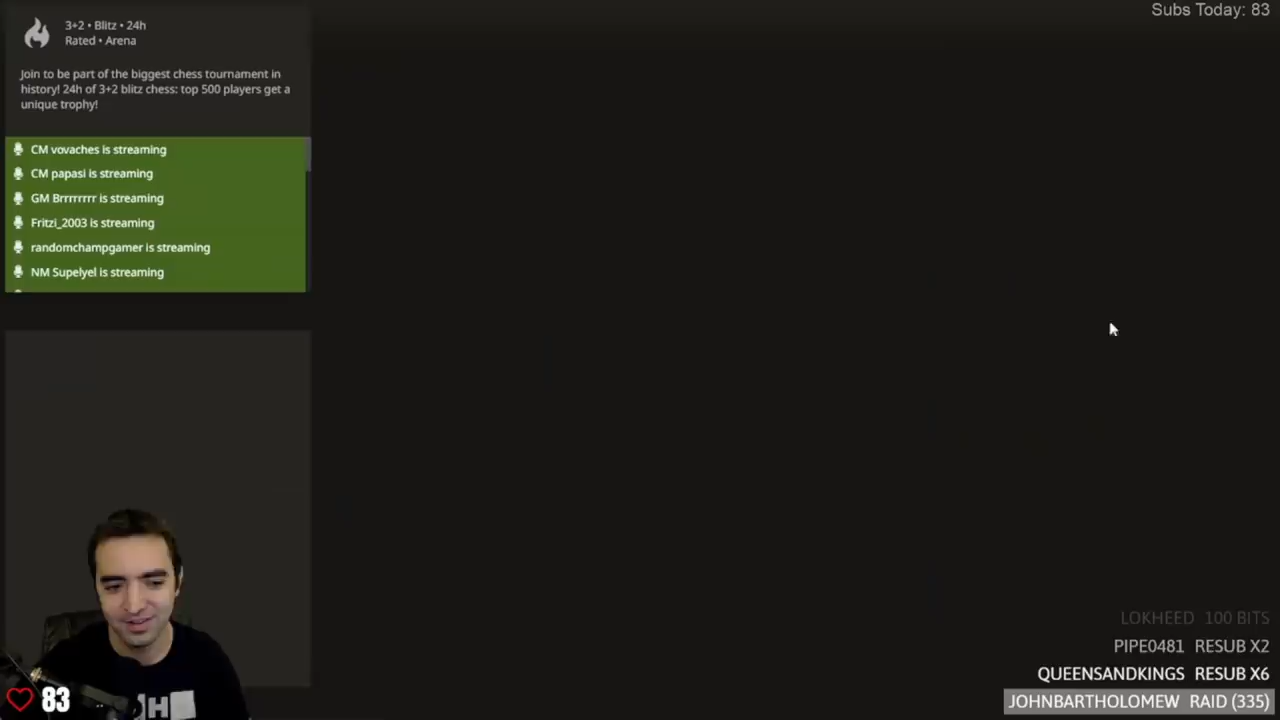 Subs Today: 83
3+2 • Blitz • 24h
Rated • Arena
Join to be part of the biggest chess tournament in
history! 24h of 3+2 blitz chess: top 500 players get a
unique trophy!
CM vovaches is streaming
CM papasi is streaming
GM Brrrrrrrr is streaming
Fritzi_2003 is streaming
randomchampgamer is streaming
NM Supelyel is streaming
LOKHEED 100 BITS
PIPE0481 RESUB X2
QUEENSANDKINGS RESUB X6
JOHNBARTHOLOMEW RAID (335)
83